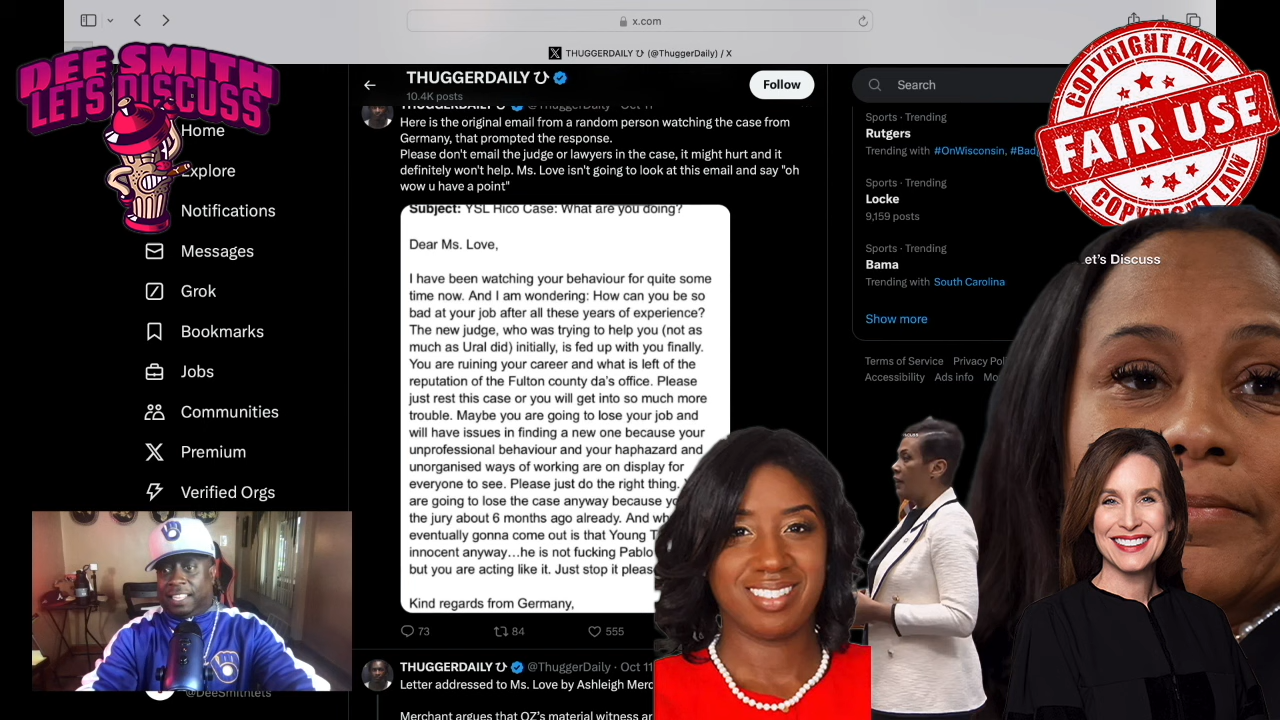 x.com
THUGGERDAILY ひ (@ThuggerDaily) / X
DEE SMITH
LETS DISCUSS
THUGGERDAILY ひ
10.4K posts
Follow
Search
COPYRIGHT LAW
FAIR USE
Home
Explore
Notifications
Messages
Grok
Bookmarks
Jobs
Communities
Premium
Verified Orgs
@DeeSmithlets
THUGGERDAILY ひ @ThuggerDaily · Oct 11
Here is the original email from a random person watching the case from
Germany, that prompted the response.
Please don't email the judge or lawyers in the case, it might hurt and it
definitely won't help. Ms. Love isn't going to look at this email and say "oh
wow u have a point"
Subject: YSL Rico Case: What are you doing?
Dear Ms. Love,
I have been watching your behaviour for quite some
time now. And I am wondering: How can you be so
bad at your job after all these years of experience?
The new judge, who was trying to help you (not as
much as Ural did) initially, is fed up with you finally.
You are ruining your career and what is left of the
reputation of the Fulton county da's office. Please
just rest this case or you will get into so much more
trouble. Maybe you are going to lose your job and
will have issues in finding a new one because your
unprofessional behaviour and your haphazard and
unorganised ways of working are on display for
everyone to see. Please just do the right thing.
are going to lose the case anyway because
the jury about 6 months ago already. And
eventually gonna come out is that Young
innocent anyway…he is not fucking Pablo
but you are acting like it. Just stop it
Kind regards from Germany,
73
84
555
THUGGERDAILY ひ @ThuggerDaily · Oct 11
Letter addressed to Ms. Love by Ashleigh
Merchant argues that OZ's material witness
Sports · Trending
Rutgers
Trending with #OnWisconsin,
Sports · Trending
Locke
9,159 posts
Sports · Trending
Bama
Trending with South Carolina
Show more
Terms of Service Privacy
Accessibility Ads info
et's Discuss